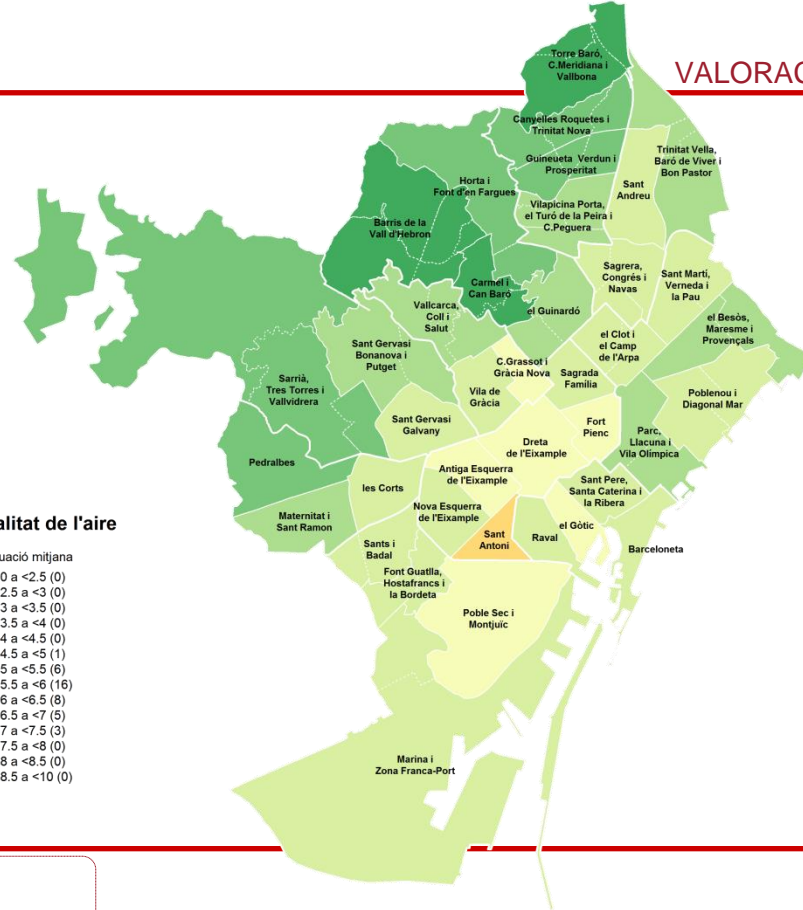 VALORAC
Torre Baró,
C.Meridiana i
Vallbona
Canyelles Roquetes i
Trinitat Nova
Guineueta Verdun i
Prosperitat
Trinitat Vella,
Baró de Viver i
Bon Pastor
Horta i
Font d'en Fargues
Sant
Andreu
Vilapicina Porta,
el Turó de la Peira i
C.Peguera
Barris de la
Vall d'Hebron
Sagrera,
Congrés i
Navas
Sant Martí,
Verneda i
la Pau
Carmel i
Can Baró
Vallcarca,
Coll i
Salut
el Guinardó
el Besòs,
Maresme i
Provençals
el Clot i
el Camp
de l'Arpa
Sant Gervasi
Bonanova i
Putget
C.Grassot i
Gràcia Nova
Sagrada
Família
Sarrià,
Tres Torres i
Vallvidrera
Vila de
Gràcia
Poblenou i
Diagonal Mar
Sant Gervasi
Galvany
Fort
Pienc
Parc,
Llacuna i
Vila Olímpica
Dreta
de l'Eixample
Pedralbes
Antiga Esquerra
de l'Eixample
Sant Pere,
Santa Caterina i
la Ribera
les Corts
Maternitat i
Sant Ramon
Nova Esquerra
de l'Eixample
el Gòtic
Sant
Antoni
Raval
Barceloneta
Sants i
Badal
Font Guatlla,
Hostafrancs i
la Bordeta
Poble Sec i
Montjuïc
Marina i
Zona Franca-Port
alitat de l'aire
uació mitjana
0 a <2.5 (0)
2.5 a <3 (0)
3 a <3.5 (0)
3.5 a <4 (0)
4 a <4.5 (0)
4.5 a <5 (1)
5 a <5.5 (6)
5.5 a <6 (16)
6 a <6.5 (8)
6.5 a <7 (5)
7 a <7.5 (3)
7.5 a <8 (0)
8 a <8.5 (0)
8.5 a <10 (0)